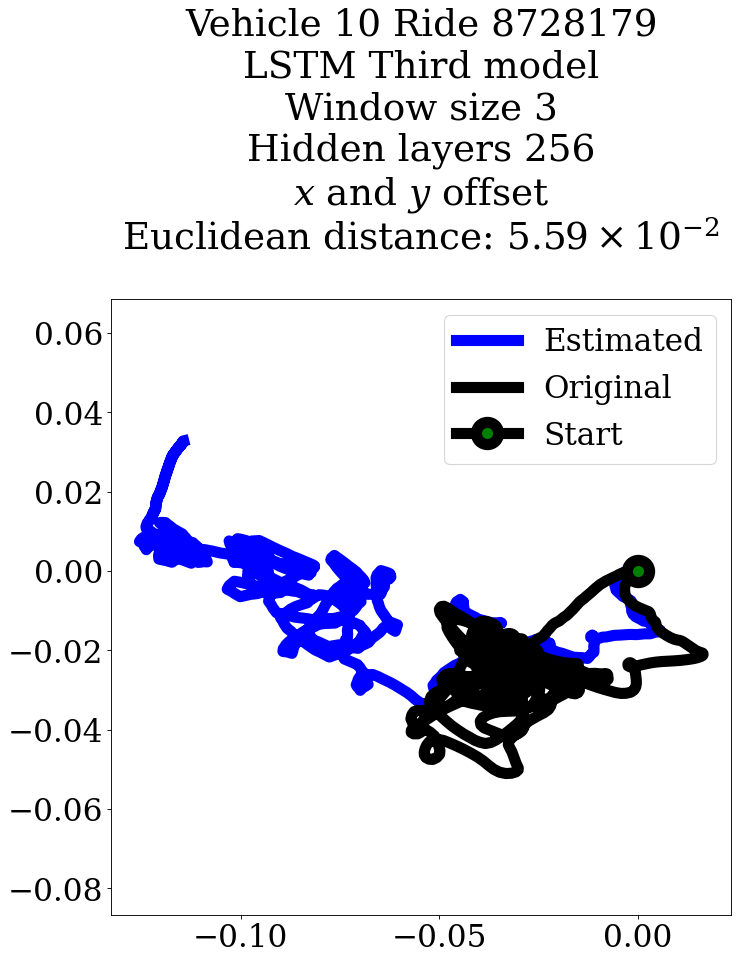 Vehicle 10 Ride 8728179
LSTM Third model
Window size 3
Hidden layers 256
x and y offset
Euclidean distance: 5.59 × 10⁻²
Estimated
Original
Start
0.06
0.04
0.02
0.00
−0.02
−0.04
−0.06
−0.08
−0.10
−0.05
0.00